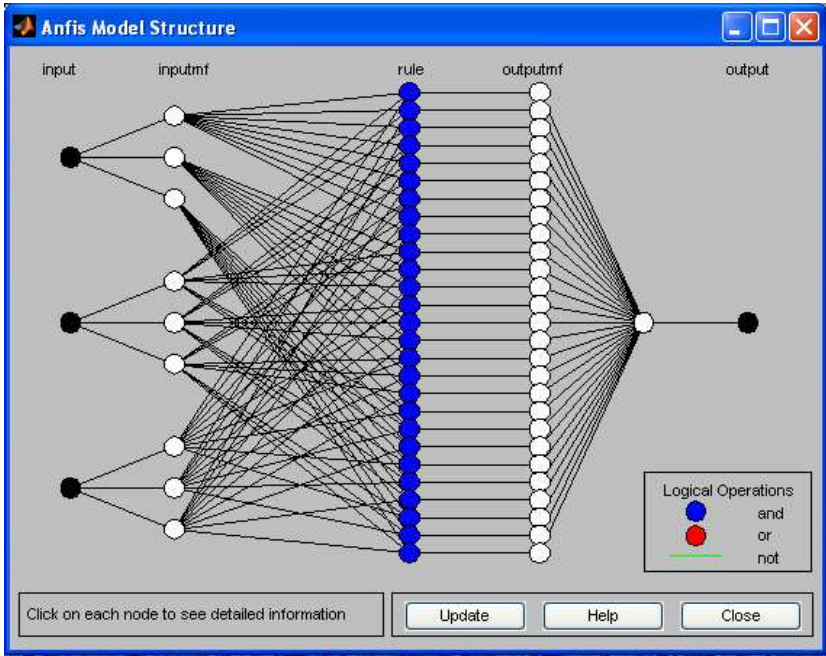 Anfis Model Structure
input inputmf rule outputmf output
Logical Operations
and
or
not
Click on each node to see detailed information
Update Help Close